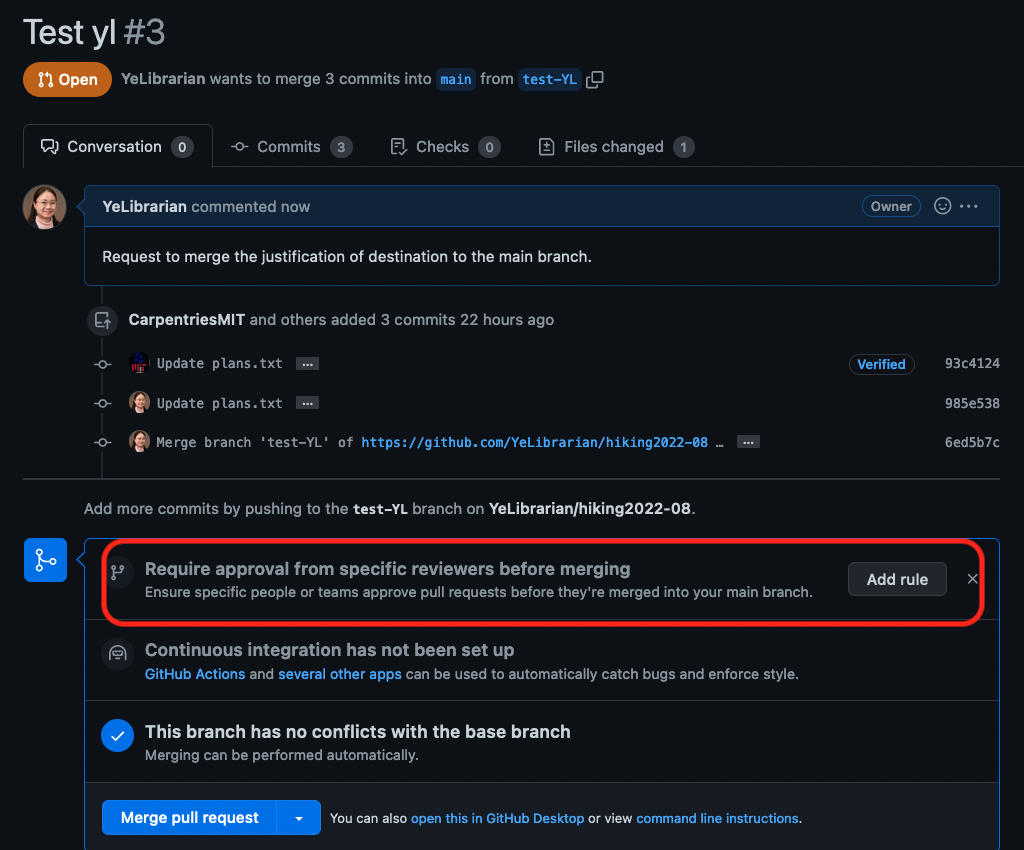 Test yl #3
Open YeLibrarian wants to merge 3 commits into main from test-YL
Conversation 0 Commits 3 Checks 0 Files changed 1
YeLibrarian commented now Owner
Request to merge the justification of destination to the main branch.
CarpentriesMIT and others added 3 commits 22 hours ago
Update plans.txt … Verified 93c4124
Update plans.txt … 985e538
Merge branch 'test-YL' of https://github.com/YeLibrarian/hiking2022-08 … … 6ed5b7c
Add more commits by pushing to the test-YL branch on YeLibrarian/hiking2022-08.
Require approval from specific reviewers before merging
Ensure specific people or teams approve pull requests before they're merged into your main branch.
Add rule
Continuous integration has not been set up
GitHub Actions and several other apps can be used to automatically catch bugs and enforce style.
This branch has no conflicts with the base branch
Merging can be performed automatically.
Merge pull request You can also open this in GitHub Desktop or view command line instructions.